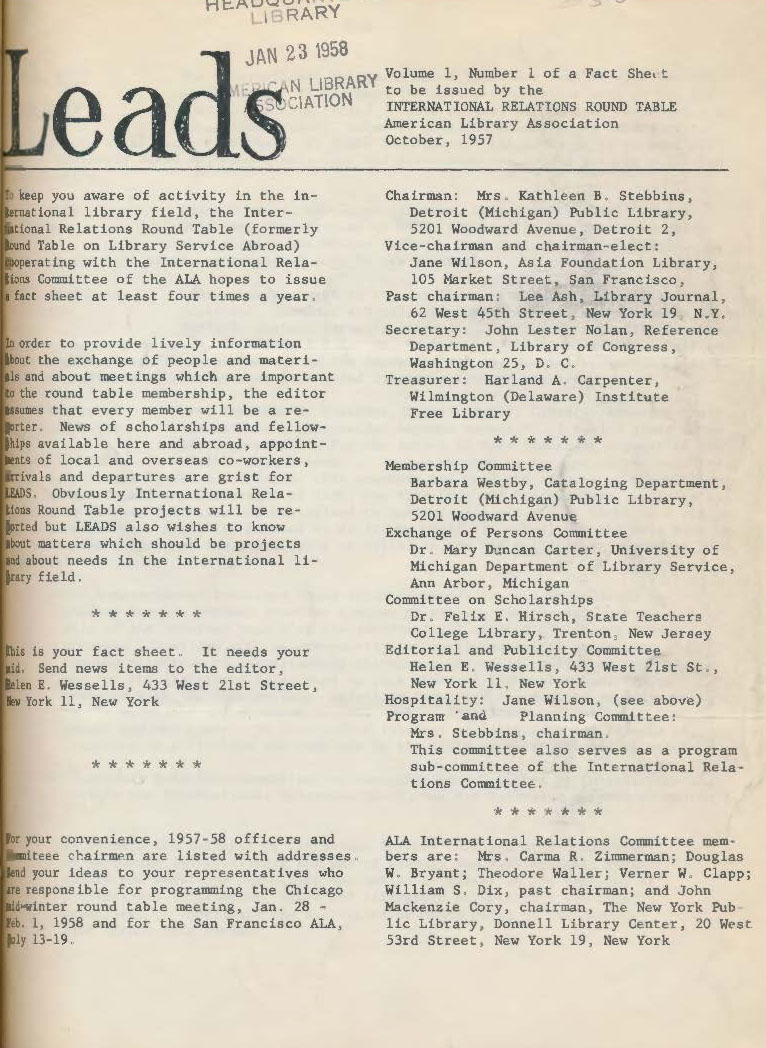 HEADQUARTERS
LIBRARY
JAN 23 1958
AMERICAN LIBRARY
ASSOCIATION
Leads
Volume 1, Number 1 of a Fact Sheet
to be issued by the
INTERNATIONAL RELATIONS ROUND TABLE
American Library Association
October, 1957
To keep you aware of activity in the in-
ternational library field, the Inter-
national Relations Round Table (formerly
Round Table on Library Service Abroad)
cooperating with the International Rela-
tions Committee of the ALA hopes to issue
a fact sheet at least four times a year.
In order to provide lively information
about the exchange of people and materi-
als and about meetings which are important
to the round table membership, the editor
assumes that every member will be a re-
porter. News of scholarships and fellow-
ships available here and abroad, appoint-
ments of local and overseas co-workers,
arrivals and departures are grist for
LEADS. Obviously International Rela-
tions Round Table projects will be re-
ported but LEADS also wishes to know
about matters which should be projects
and about needs in the international li-
brary field.
* * * * * * *
This is your fact sheet. It needs your
aid. Send news items to the editor,
Helen E. Wessells, 433 West 21st Street,
New York 11, New York
* * * * * * *
For your convenience, 1957-58 officers and
commiteee chairmen are listed with addresses.
Send your ideas to your representatives who
are responsible for programming the Chicago
mid-winter round table meeting, Jan. 28 -
Feb. 1, 1958 and for the San Francisco ALA,
July 13-19.
Chairman: Mrs. Kathleen B. Stebbins,
Detroit (Michigan) Public Library,
5201 Woodward Avenue, Detroit 2,
Vice-chairman and chairman-elect:
Jane Wilson, Asia Foundation Library,
105 Market Street, San Francisco,
Past chairman: Lee Ash, Library Journal,
62 West 45th Street, New York 19 N.Y.
Secretary: John Lester Nolan, Reference
Department, Library of Congress,
Washington 25, D. C.
Treasurer: Harland A. Carpenter,
Wilmington (Delaware) Institute
Free Library
* * * * * * *
Membership Committee
Barbara Westby, Cataloging Department,
Detroit (Michigan) Public Library,
5201 Woodward Avenue
Exchange of Persons Committee
Dr. Mary Duncan Carter, University of
Michigan Department of Library Service,
Ann Arbor, Michigan
Committee on Scholarships
Dr. Felix E. Hirsch, State Teachers
College Library, Trenton, New Jersey
Editorial and Publicity Committee
Helen E. Wessells, 433 West 21st St.,
New York 11, New York
Hospitality: Jane Wilson, (see above)
Program and Planning Committee:
Mrs. Stebbins, chairman.
This committee also serves as a program
sub-committee of the International Rela-
tions Committee.
* * * * * * *
ALA International Relations Committee mem-
bers are: Mrs. Carma R. Zimmerman; Douglas
W. Bryant; Theodore Waller; Verner W. Clapp;
William S. Dix, past chairman; and John
Mackenzie Cory, chairman, The New York Pub-
lic Library, Donnell Library Center, 20 West
53rd Street, New York 19, New York